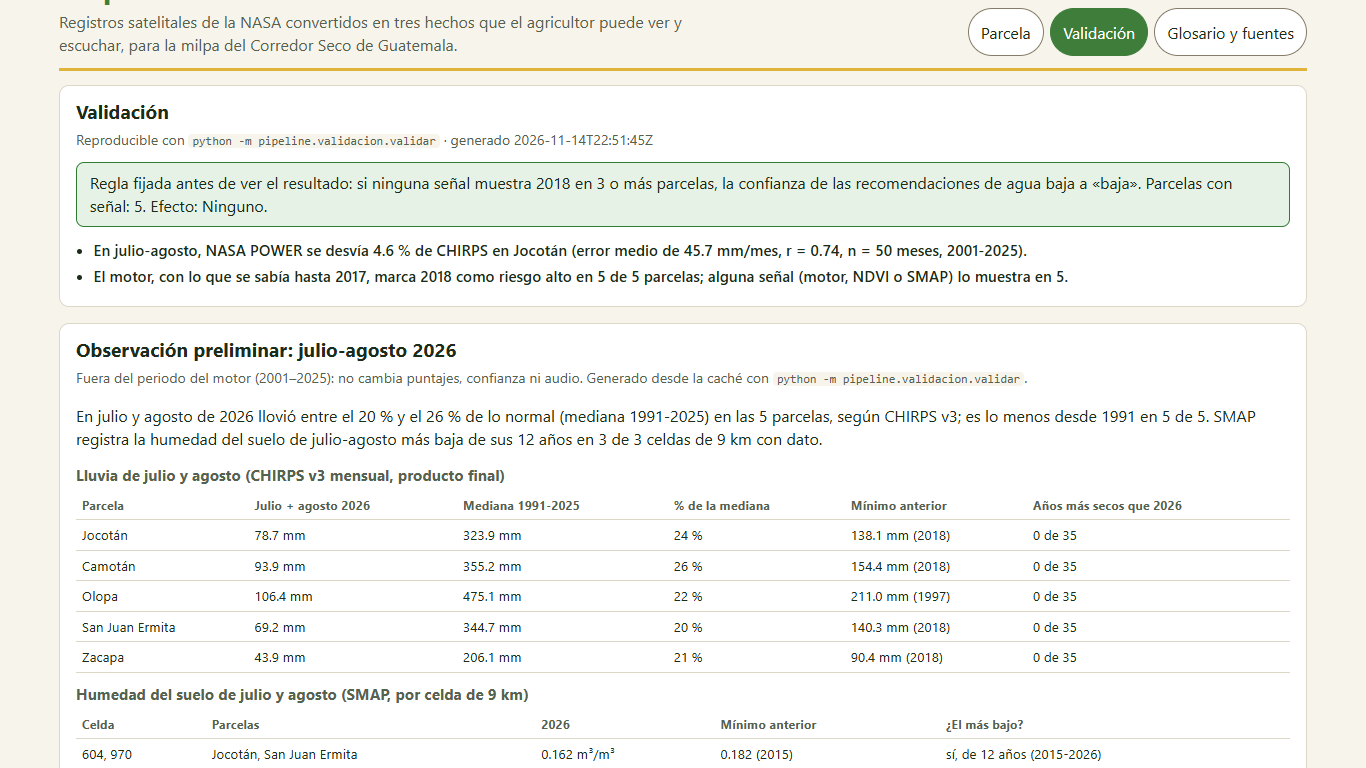 Registros satelitales de la NASA convertidos en tres hechos que el agricultor puede ver y
escuchar, para la milpa del Corredor Seco de Guatemala.
Parcela
Validación
Glosario y fuentes
Validación
Reproducible con python -m pipeline.validacion.validar · generado 2026-11-14T22:51:45Z
Regla fijada antes de ver el resultado: si ninguna señal muestra 2018 en 3 o más parcelas, la confianza de las recomendaciones de agua baja a «baja». Parcelas con
señal: 5. Efecto: Ninguno.
• En julio-agosto, NASA POWER se desvía 4.6 % de CHIRPS en Jocotán (error medio de 45.7 mm/mes, r = 0.74, n = 50 meses, 2001-2025).
• El motor, con lo que se sabía hasta 2017, marca 2018 como riesgo alto en 5 de 5 parcelas; alguna señal (motor, NDVI o SMAP) lo muestra en 5.
Observación preliminar: julio-agosto 2026
Fuera del periodo del motor (2001–2025): no cambia puntajes, confianza ni audio. Generado desde la caché con python -m pipeline.validacion.validar.
En julio y agosto de 2026 llovió entre el 20 % y el 26 % de lo normal (mediana 1991-2025) en las 5 parcelas, según CHIRPS v3; es lo menos desde 1991 en 5 de 5. SMAP
registra la humedad del suelo de julio-agosto más baja de sus 12 años en 3 de 3 celdas de 9 km con dato.
Lluvia de julio y agosto (CHIRPS v3 mensual, producto final)
Parcela Julio + agosto 2026 Mediana 1991-2025 % de la mediana Mínimo anterior Años más secos que 2026
Jocotán 78.7 mm 323.9 mm 24 % 138.1 mm (2018) 0 de 35
Camotán 93.9 mm 355.2 mm 26 % 154.4 mm (2018) 0 de 35
Olopa 106.4 mm 475.1 mm 22 % 211.0 mm (1997) 0 de 35
San Juan Ermita 69.2 mm 344.7 mm 20 % 140.3 mm (2018) 0 de 35
Zacapa 43.9 mm 206.1 mm 21 % 90.4 mm (2018) 0 de 35
Humedad del suelo de julio y agosto (SMAP, por celda de 9 km)
Celda Parcelas 2026 Mínimo anterior ¿El más bajo?
604, 970 Jocotán, San Juan Ermita 0.162 m³/m³ 0.182 (2015) sí, de 12 años (2015-2026)